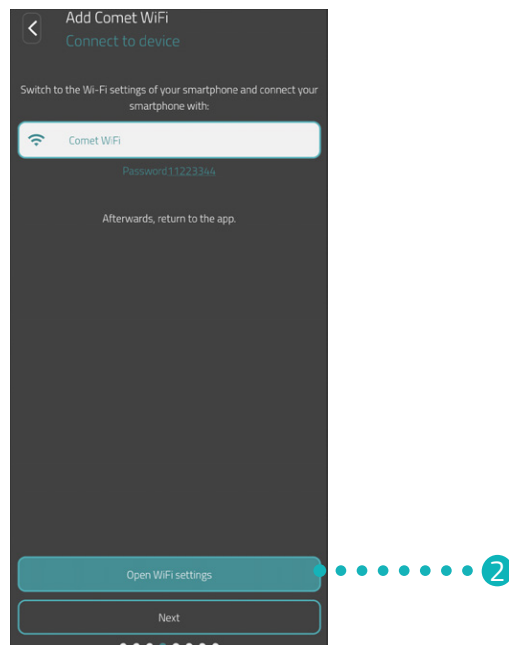 Add Comet WiFi
Connect to device
Switch to the Wi-Fi settings of your smartphone and connect your
smartphone with:
Comet WiFi
Password:11223344
Afterwards, return to the app.
Open WiFi settings
2
Next